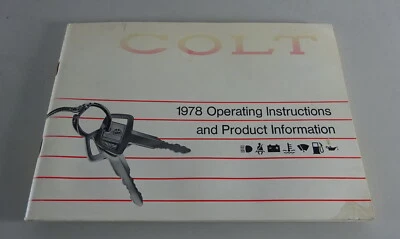 COLT
1978 Operating Instructions
and Product Information